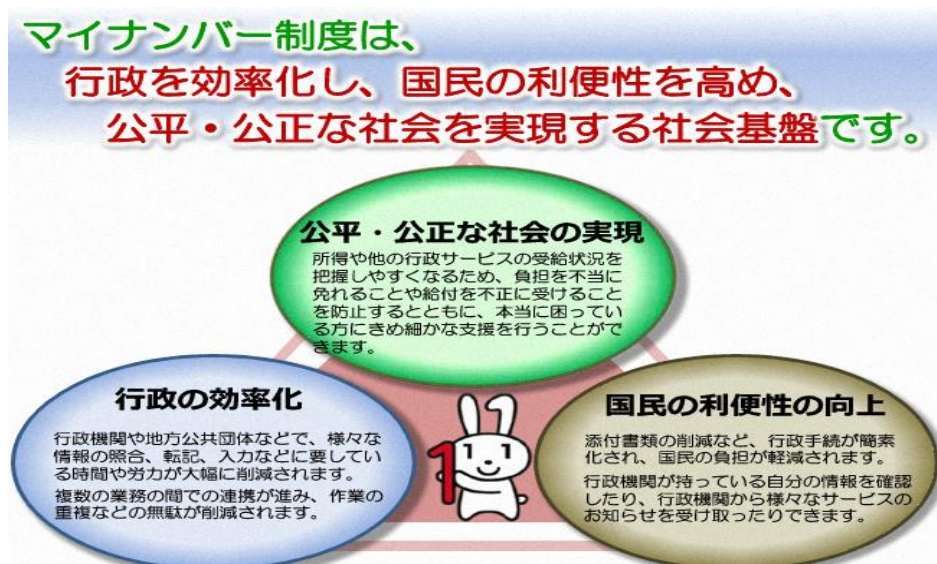 マイナンバー制度は、
行政を効率化し、国民の利便性を高め、
公平・公正な社会を実現する社会基盤です。
公平・公正な社会の実現
所得や他の行政サービスの受給状況を
把握しやすくなるため、負担を不当に
免れることや給付を不正に受けること
を防止するとともに、本当に困ってい
る方にきめ細かな支援を行うことがで
きます。
行政の効率化
行政機関や地方公共団体などで、様々な
情報の照合、転記、入力などに要してい
る時間や労力が大幅に削減されます。
複数の業務の間での連携が進み、作業の
重複などの無駄が削減されます。
1
国民の利便性の向上
添付書類の削減など、行政手続が簡素
化され、国民の負担が軽減されます。
行政機関が持っている自分の情報を確認
したり、行政機関から様々なサービスの
お知らせを受け取ったりできます。